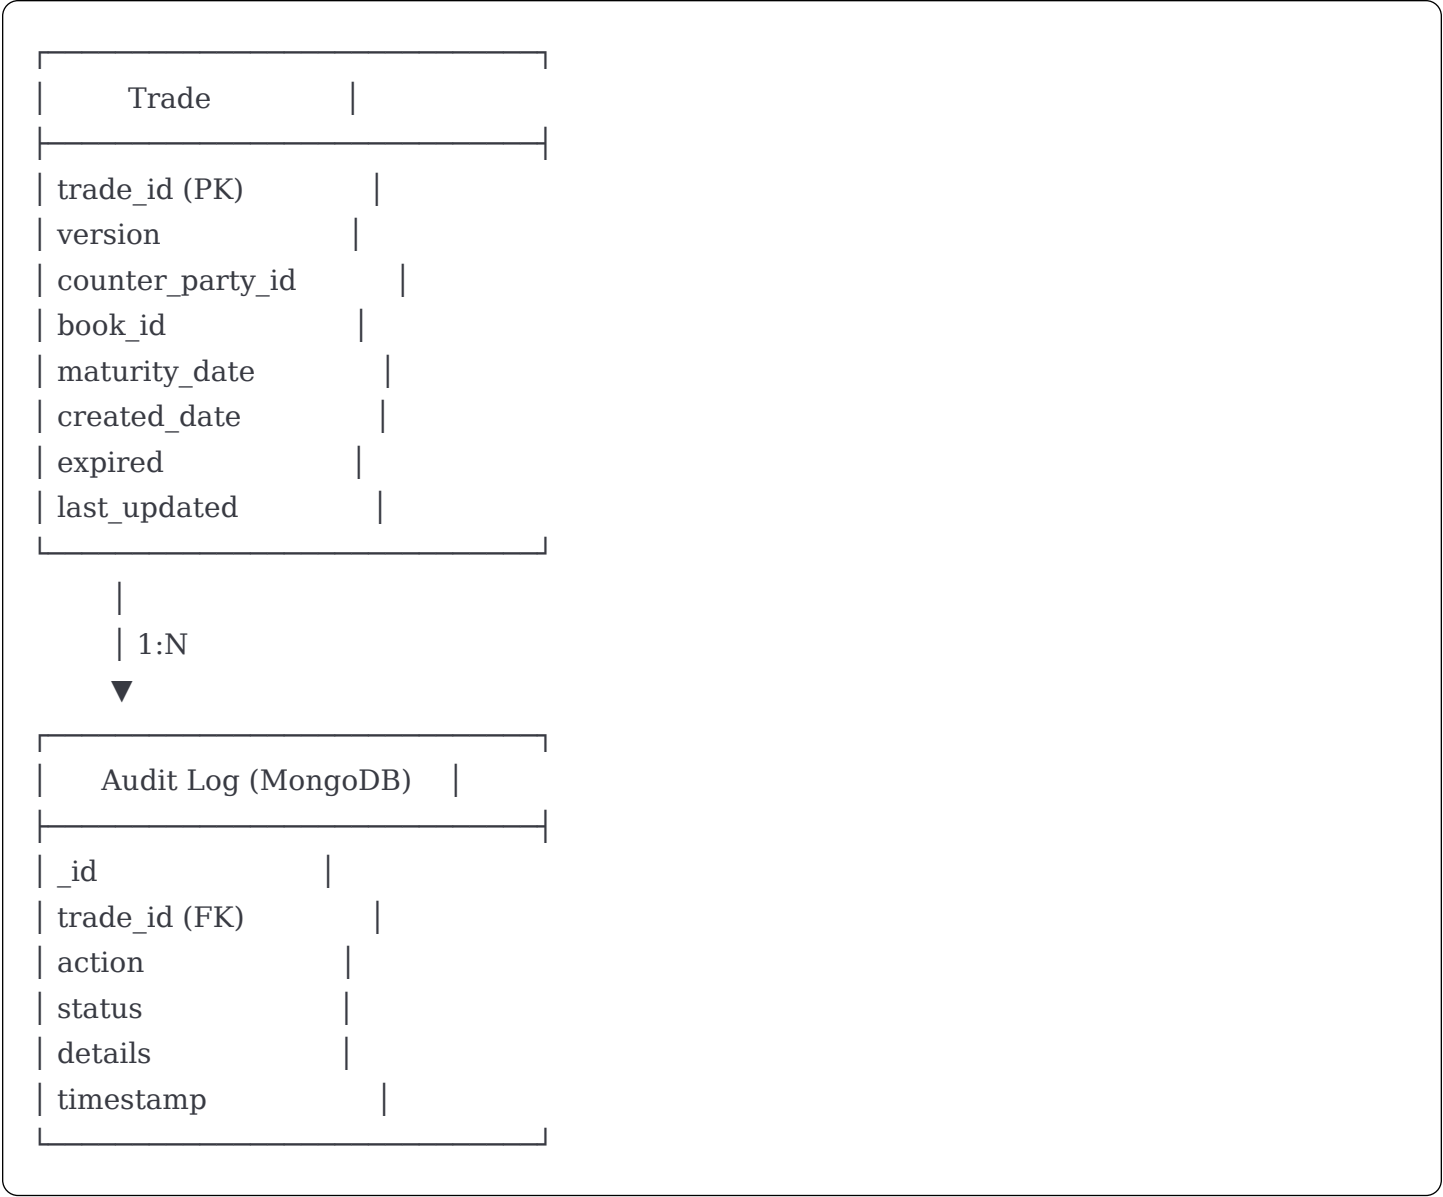 Trade
trade_id (PK)
version
counter_party_id
book_id
maturity_date
created_date
expired
last_updated
1:N
Audit Log (MongoDB)
_id
trade_id (FK)
action
status
details
timestamp